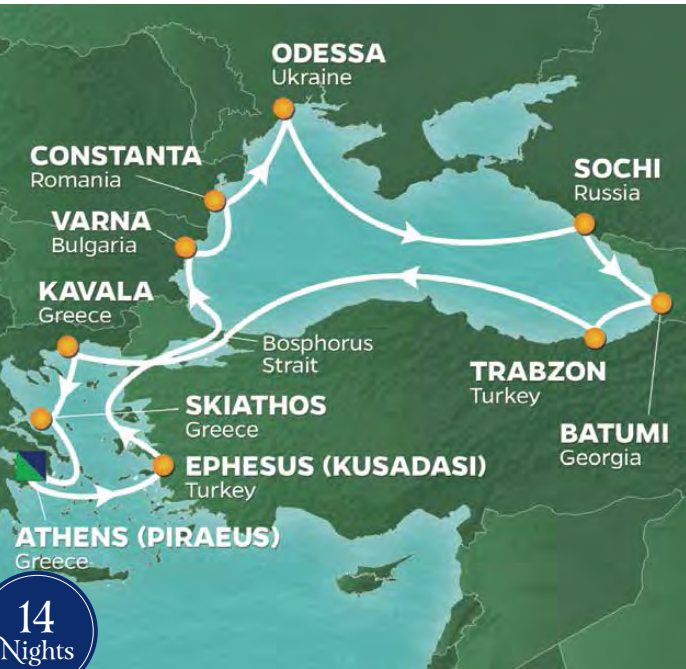 ODESSA
Ukraine
CONSTANTA
Romania
SOCHI
Russia
VARNA
Bulgaria
KAVALA
Greece
Bosphorus
Strait
TRABZON
Turkey
SKIATHOS
Greece
BATUMI
Georgia
EPHESUS (KUSADASI)
Turkey
ATHENS (PIRAEUS)
Greece
14
Nights